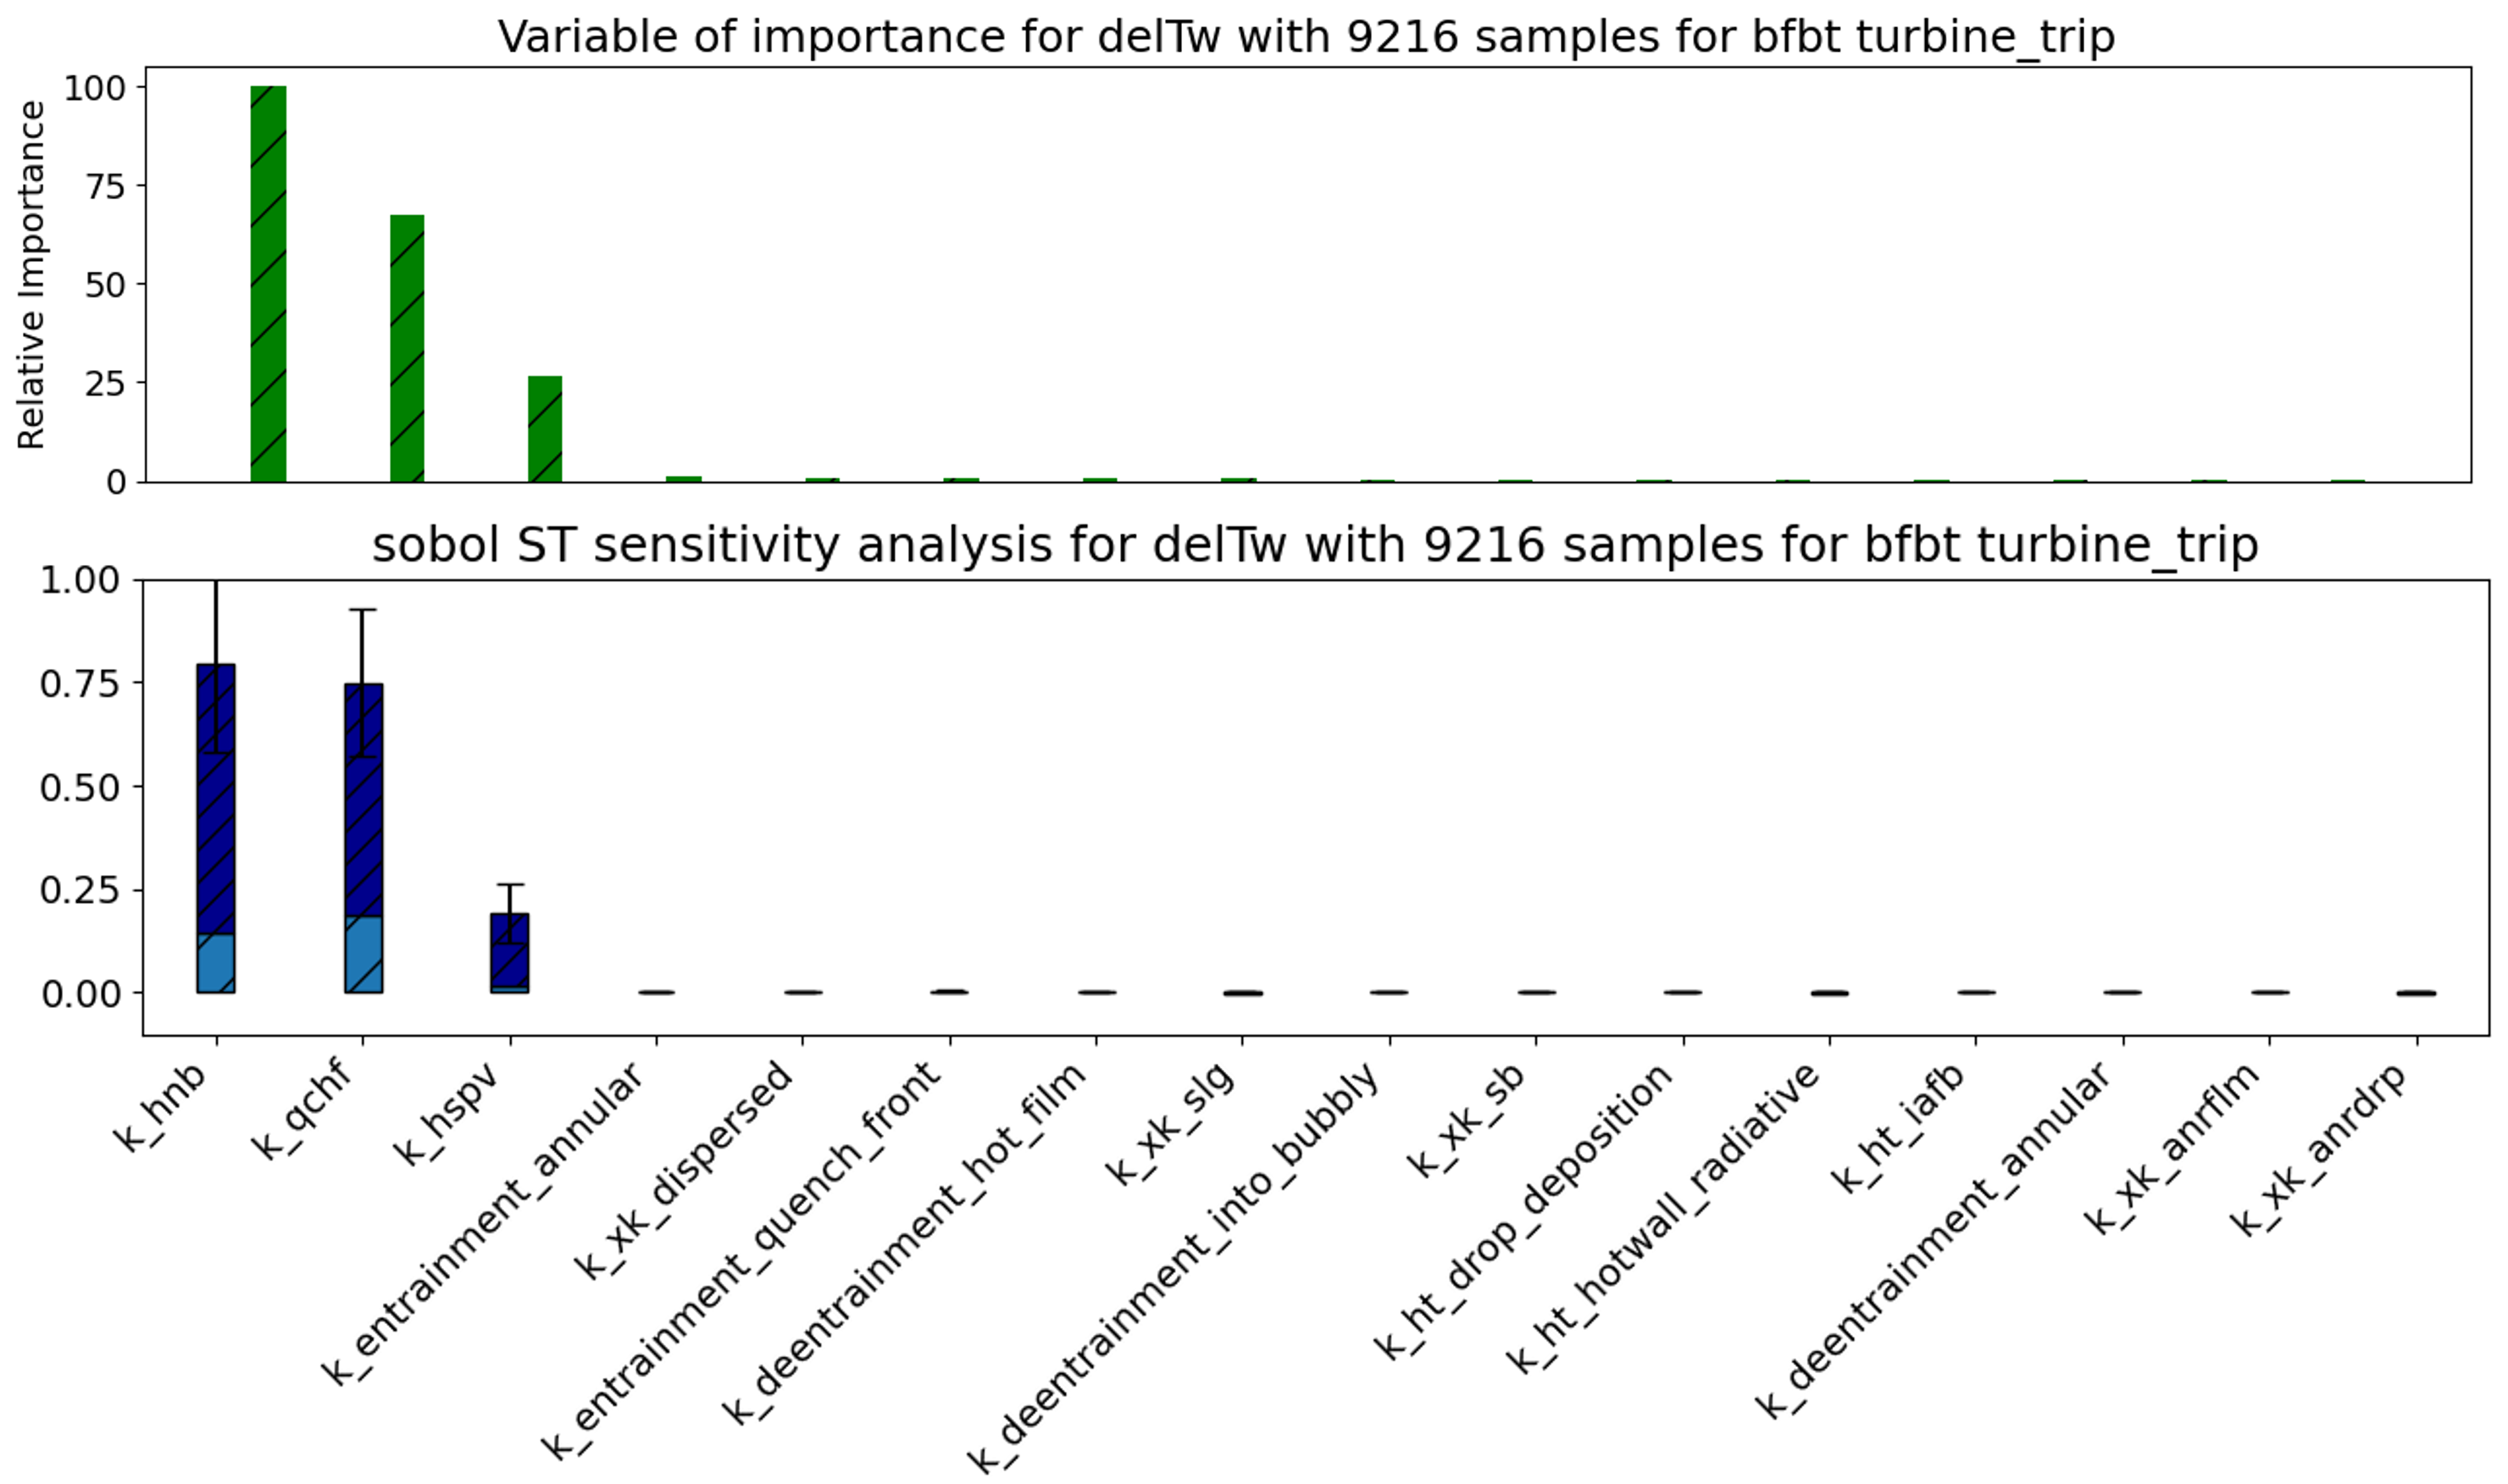 Variable of importance for delTw with 9216 samples for bfbt turbine_trip
Relative Importance
100
75
50
25
0
sobol ST sensitivity analysis for delTw with 9216 samples for bfbt turbine_trip
1.00
0.75
0.50
0.25
0.00
k_hnb
k_qchf
k_hspv
k_entrainment_annular
k_xk_dispersed
k_entrainment_quench_front
k_deentrainment_hot_film
k_xk_slg
k_deentrainment_into_bubbly
k_xk_sb
k_ht_drop_deposition
k_ht_hotwall_radiative
k_ht_iafb
k_deentrainment_annular
k_xk_anrflm
k_xk_anrdrp